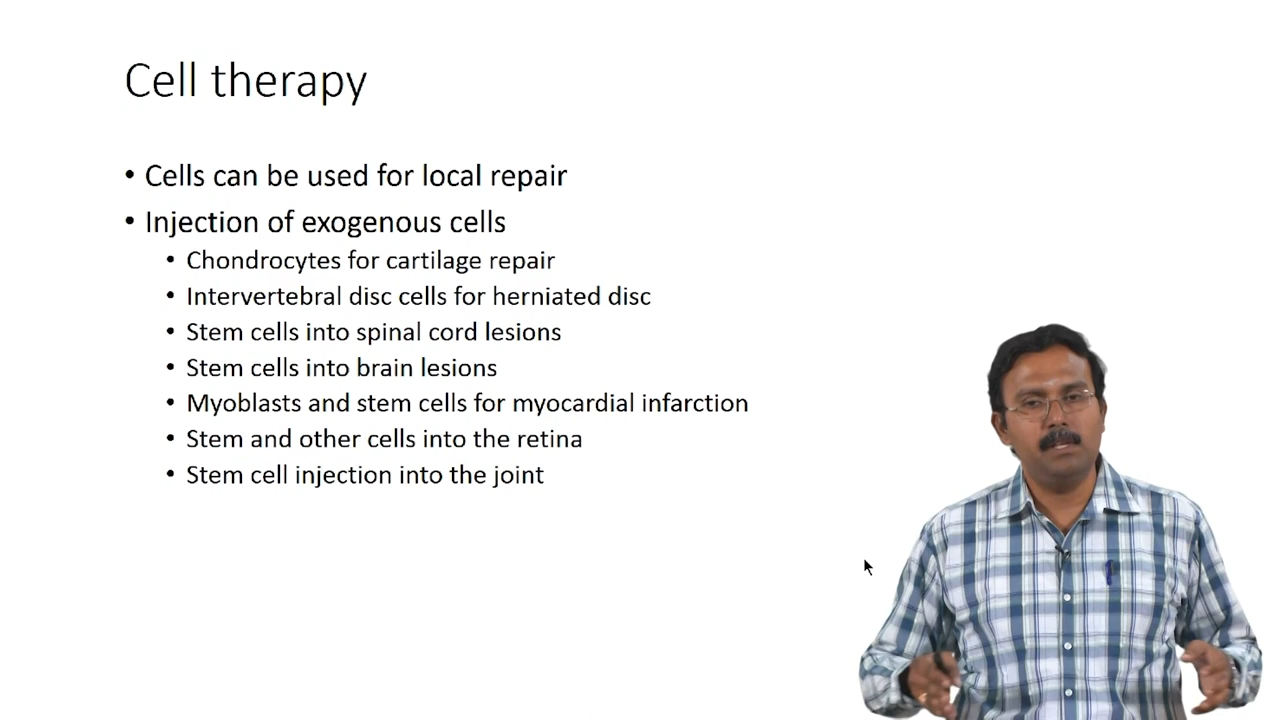 Cell therapy
• Cells can be used for local repair
• Injection of exogenous cells
• Chondrocytes for cartilage repair
• Intervertebral disc cells for herniated disc
• Stem cells into spinal cord lesions
• Stem cells into brain lesions
• Myoblasts and stem cells for myocardial infarction
• Stem and other cells into the retina
• Stem cell injection into the joint